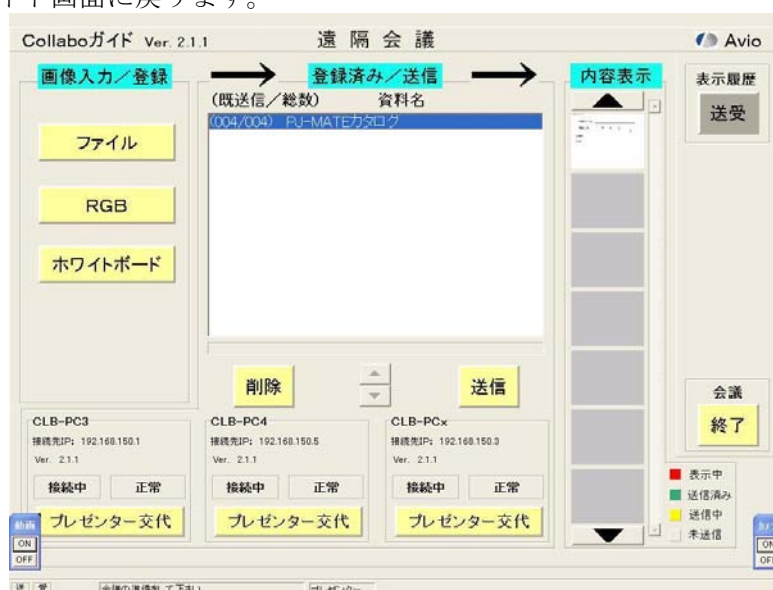 画面に戻ります。
Collaboガイド Ver. 2.1.1
遠隔会議
Avio
画像入力／登録
登録済み／送信
内容表示
表示履歴
送受
(既送信／総数) 資料名
(004/004) PJ-MATEカタログ
ファイル
RGB
ホワイトボード
削除
送信
会議
終了
CLB-PC3
接続先IP: 192.168.150.1
Ver. 2.1.1
接続中 正常
プレゼンター交代
CLB-PC4
接続先IP: 192.168.150.5
Ver. 2.1.1
接続中 正常
プレゼンター交代
CLB-PCx
接続先IP: 192.168.150.3
Ver. 2.1.1
接続中 正常
プレゼンター交代
表示中
送信済み
送信中
未送信
動画
ON
OFF
ON
OFF